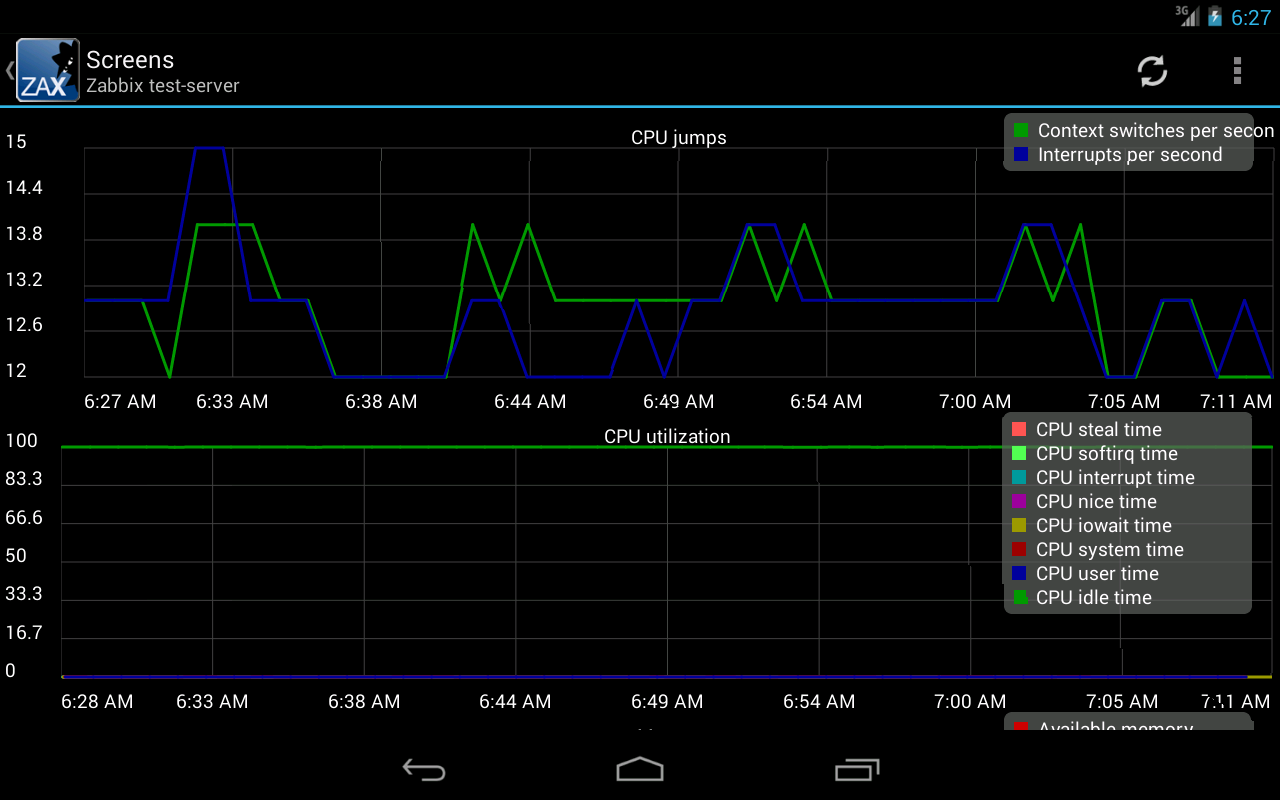 3G 6:27
ZAX
Screens
Zabbix test-server
CPU jumps
Context switches per secon
Interrupts per second
15
14.4
13.8
13.2
12.6
12
6:27 AM 6:33 AM 6:38 AM 6:44 AM 6:49 AM 6:54 AM 7:00 AM 7:05 AM 7:11 AM
CPU utilization
CPU steal time
CPU softirq time
CPU interrupt time
CPU nice time
CPU iowait time
CPU system time
CPU user time
CPU idle time
100
83.3
66.6
50
33.3
16.7
0
6:28 AM 6:33 AM 6:38 AM 6:44 AM 6:49 AM 6:54 AM 7:00 AM 7:05 AM 7:11 AM
Available memory